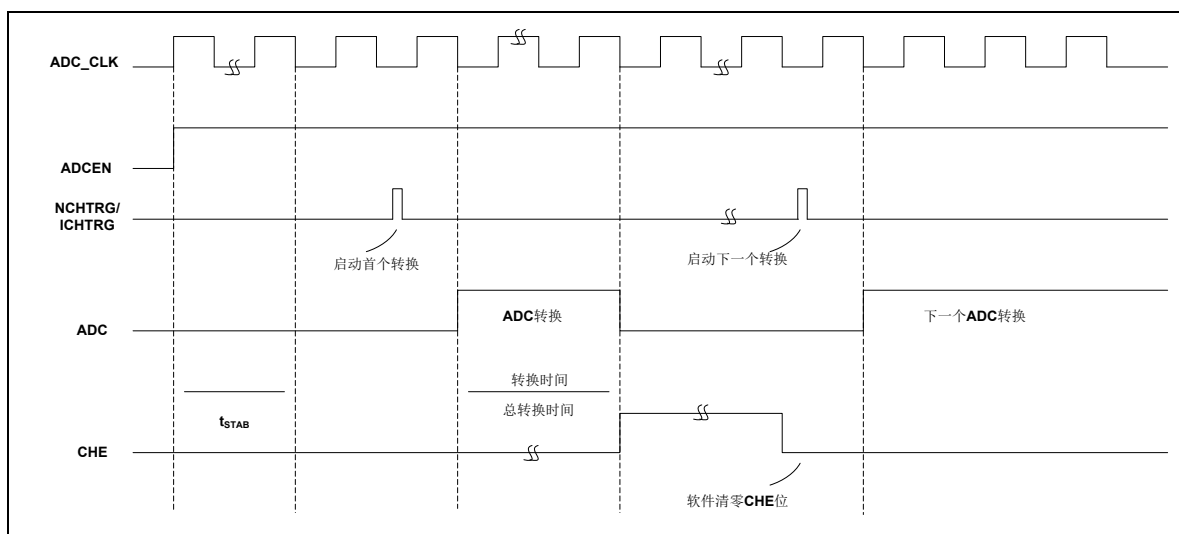 ADC_CLK
ADCEN
NCHTRG/
ICHTRG
启动首个转换
启动下一个转换
ADC
ADC转换
下一个ADC转换
转换时间
总转换时间
tSTAB
CHE
软件清零CHE位